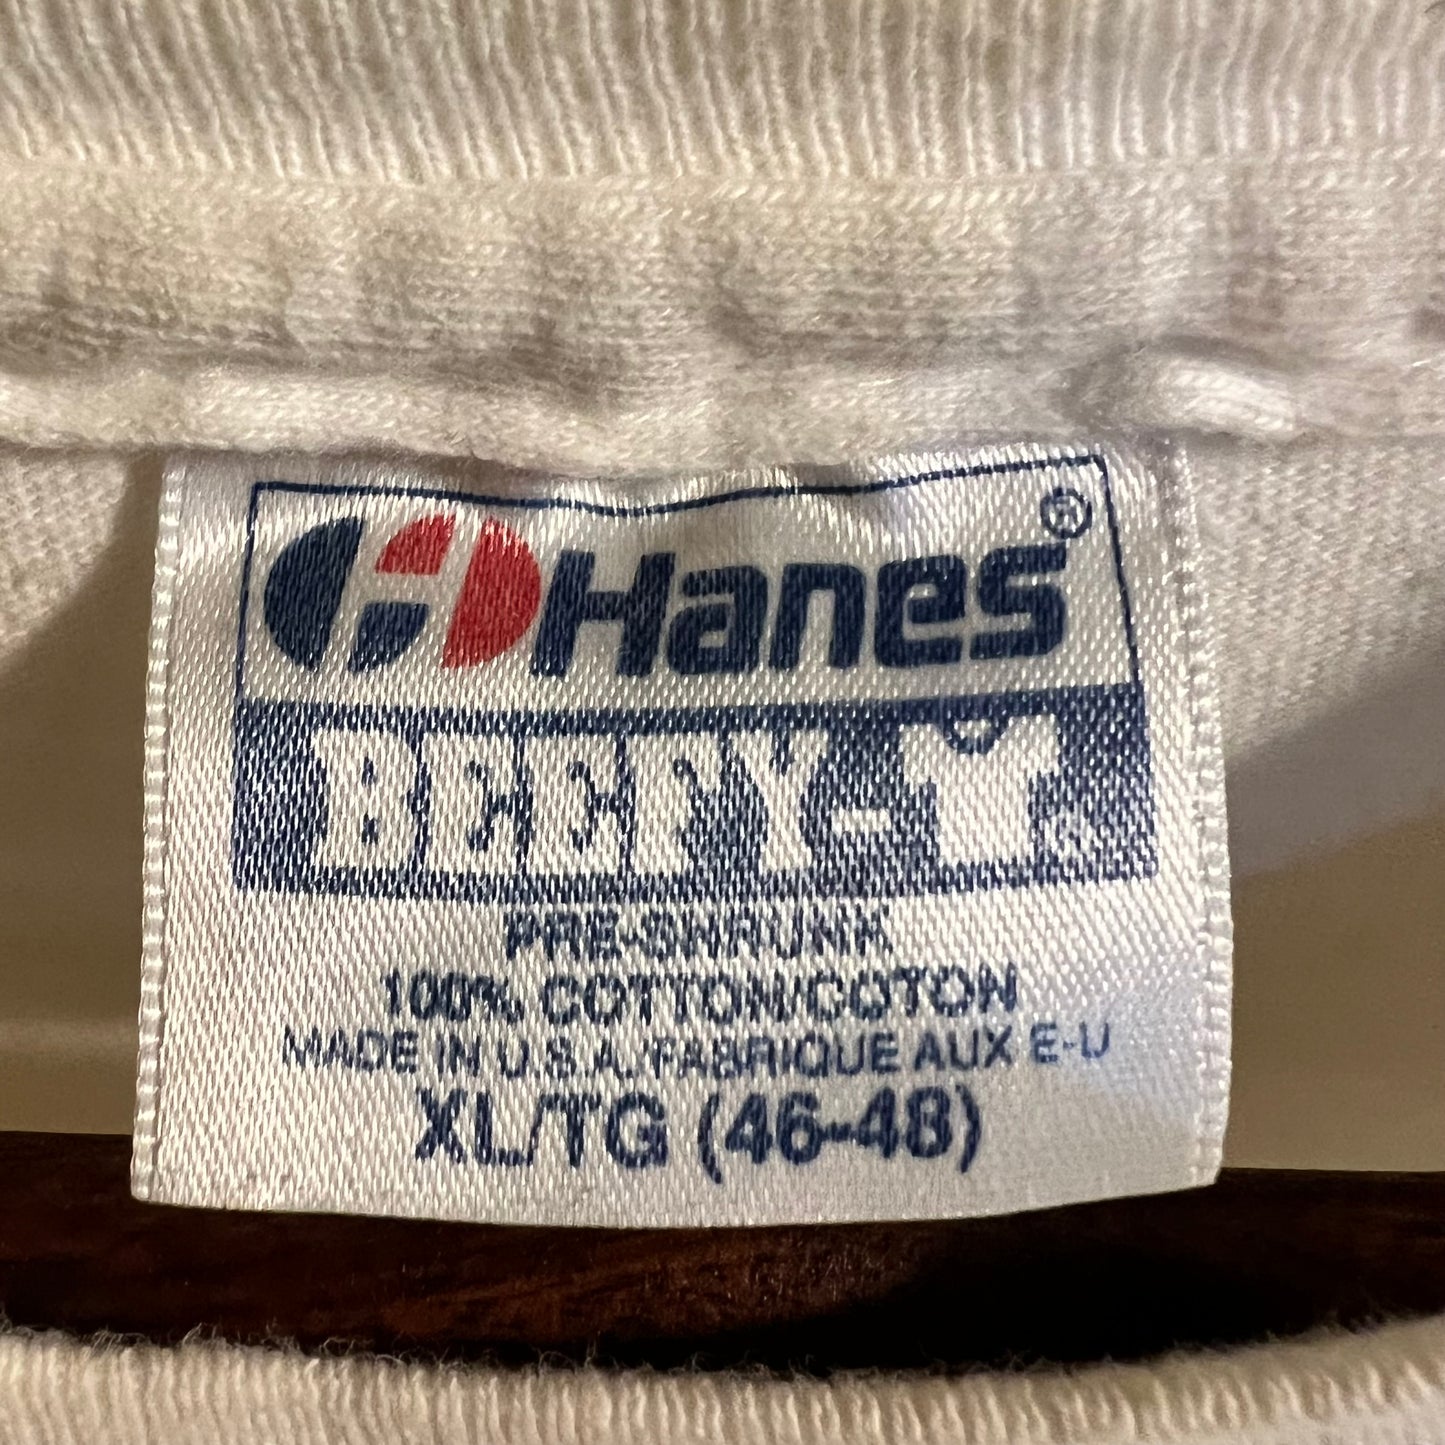 Hanes®
BEEFY-T®
PRE-SHRUNK
100% COTTON/COTON
MADE IN U.S.A./FABRIQUE AUX E-U
XL/TG (46-48)